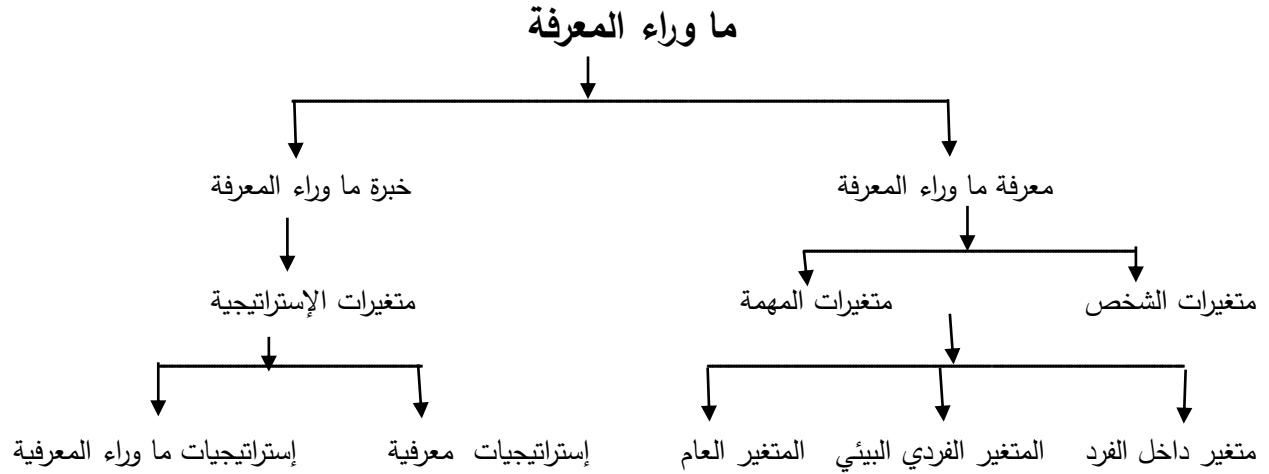 ما وراء المعرفة
معرفة ما وراء المعرفة
خبرة ما وراء المعرفة
متغيرات الشخص
متغيرات المهمة
متغيرات الإستراتيجية
متغير داخل الفرد
المتغير الفردي البيئي
المتغير العام
إستراتيجيات معرفية
إستراتيجيات ما وراء المعرفية